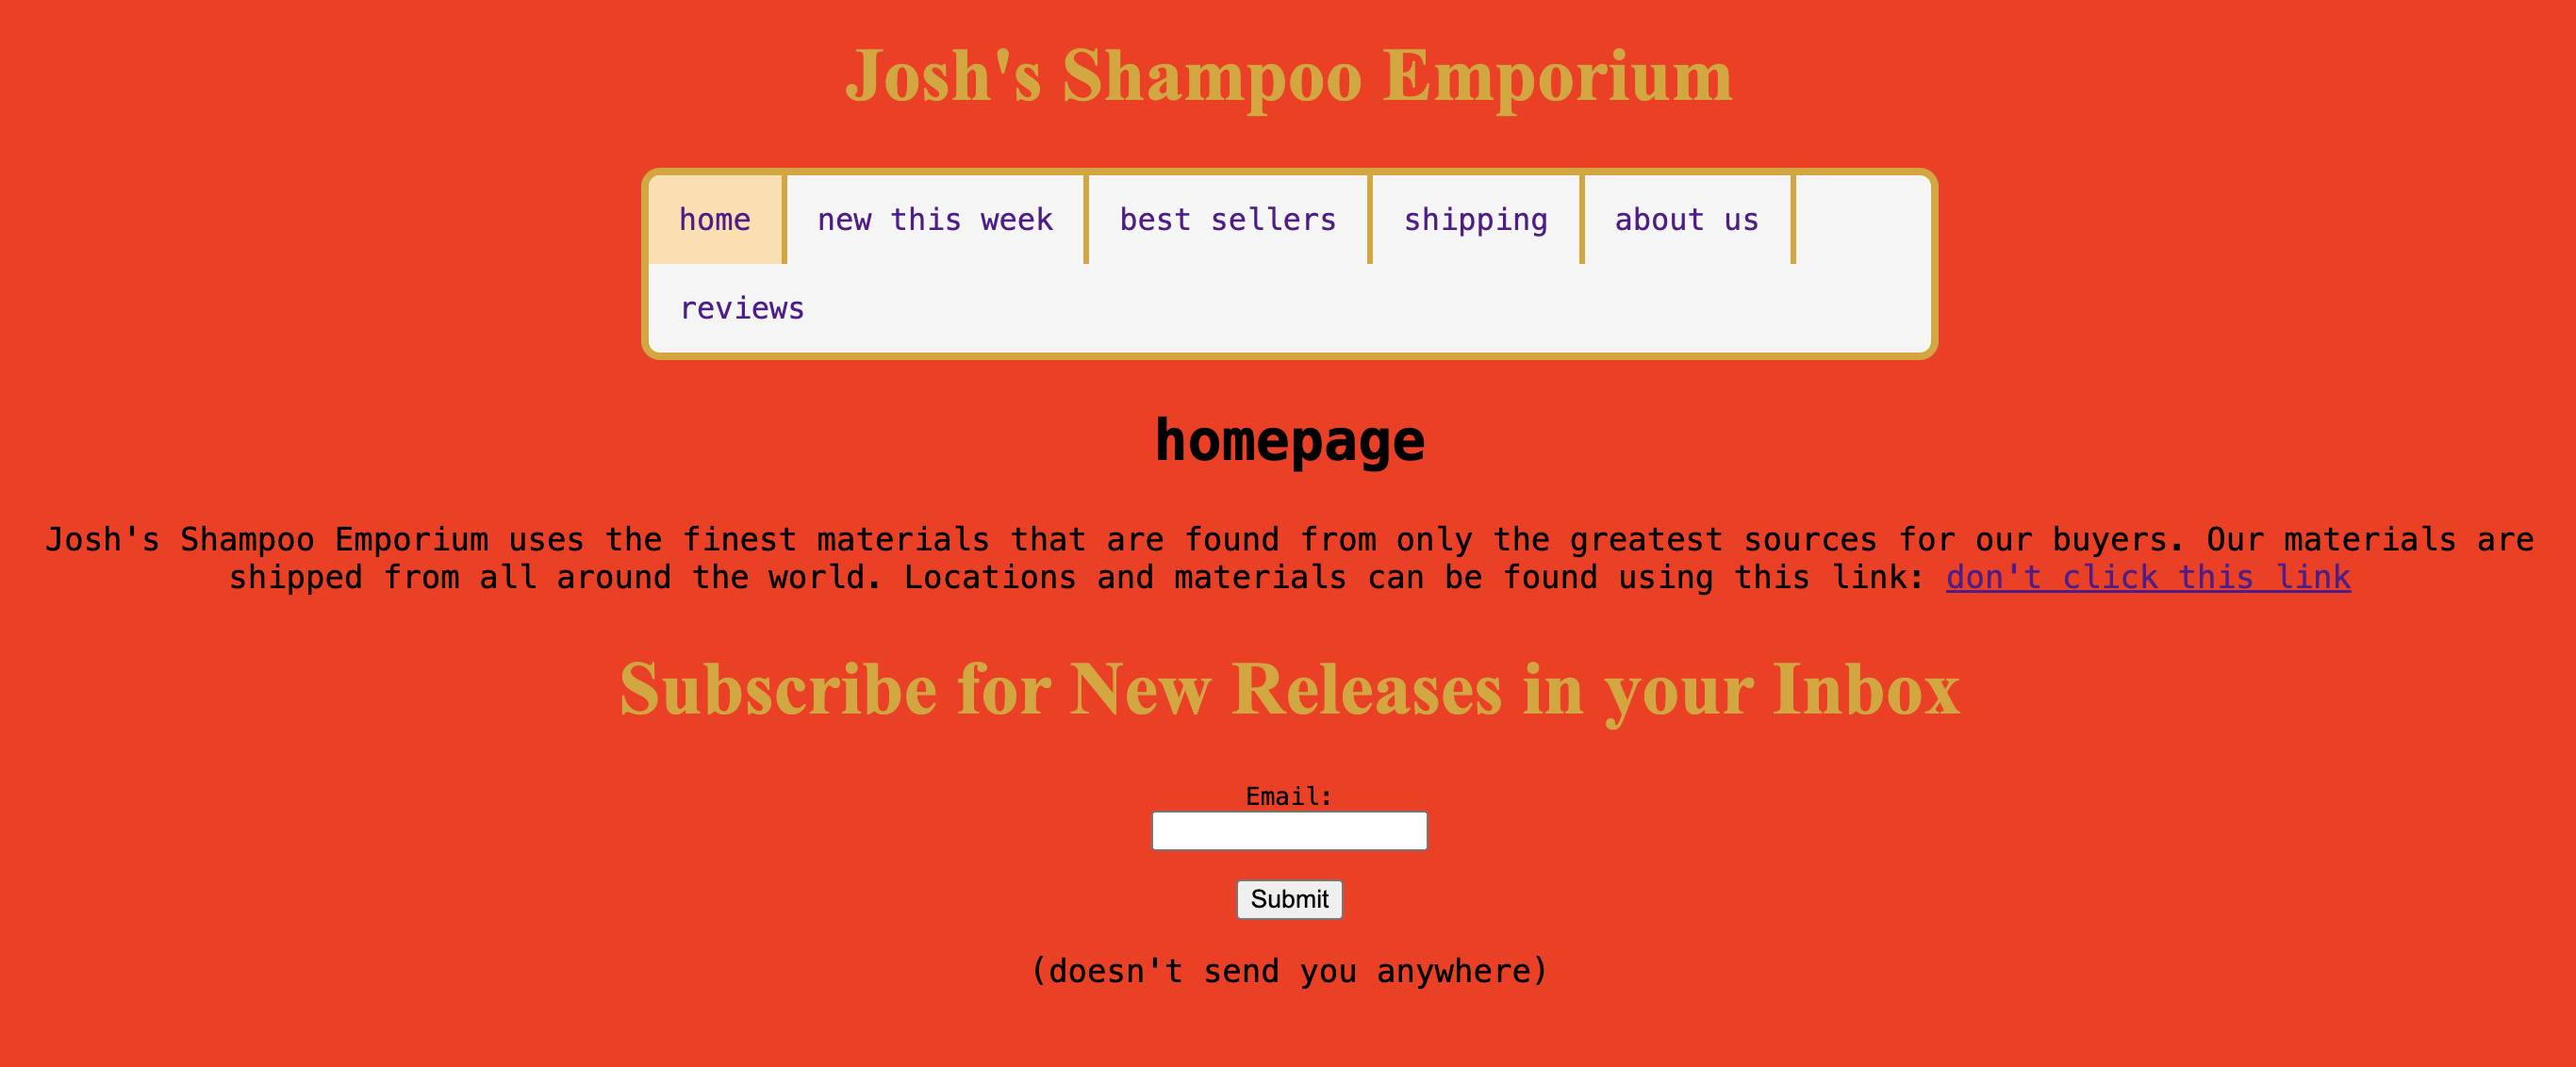 Josh's Shampoo Emporium
home new this week best sellers shipping about us
reviews
homepage
Josh's Shampoo Emporium uses the finest materials that are found from only the greatest sources for our buyers. Our materials are
shipped from all around the world. Locations and materials can be found using this link: don't click this link
Subscribe for New Releases in your Inbox
Email:
Submit
(doesn't send you anywhere)